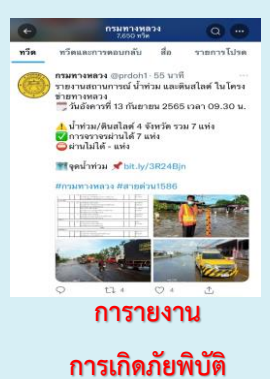 กรมทางหลวง
7,650 ทวีต
ทวีต ทวีตและการตอบกลับ สื่อ รายการโปรด
กรมทางหลวง @prdoh1 · 55 นาที
รายงานสถานการณ์ น้ำท่วม และดินสไลด์ ในโครง
ข่ายทางหลวง
วันอังคารที่ 13 กันยายน 2565 เวลา 09.30 น.
น้ำท่วม/ดินสไลด์ 4 จังหวัด รวม 7 แห่ง
การจราจรผ่านได้ 7 แห่ง
ผ่านไม่ได้ - แห่ง
จุดน้ำท่วม bit.ly/3R24Bjn
#กรมทางหลวง #สายด่วน1586
4 4
การายงาน
การเกิดภัยพิบัติ